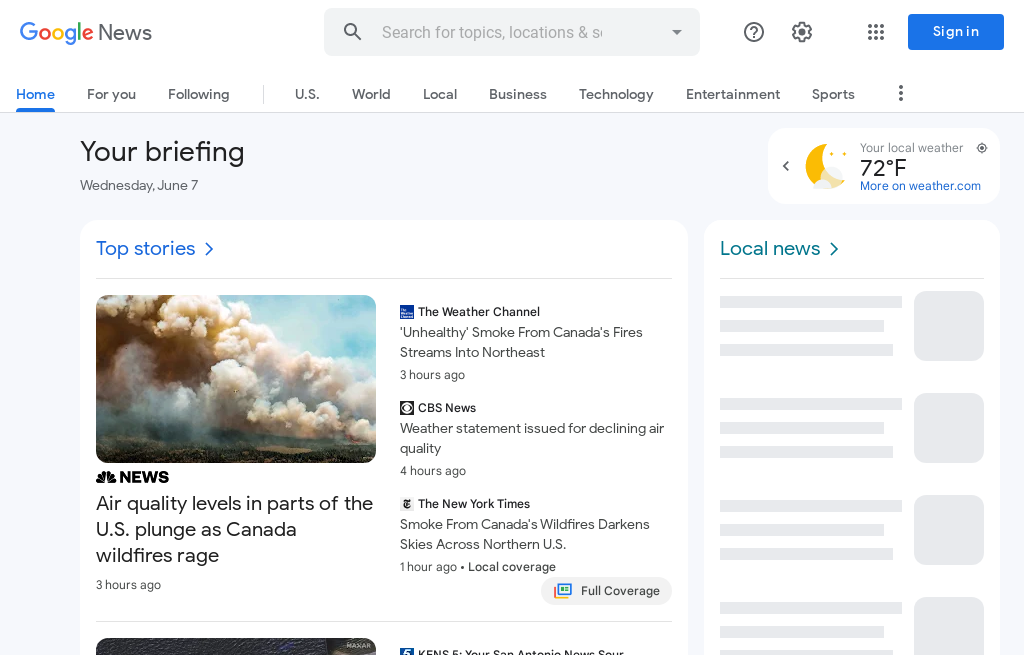 Google News
Search for topics, locations & s
Sign in
Home
For you
Following
U.S.
World
Local
Business
Technology
Entertainment
Sports
Your briefing
Wednesday, June 7
Your local weather
72°F
More on weather.com
Top stories
Local news
NEWS
Air quality levels in parts of the
U.S. plunge as Canada
wildfires rage
3 hours ago
The Weather Channel
'Unhealthy' Smoke From Canada's Fires
Streams Into Northeast
3 hours ago
CBS News
Weather statement issued for declining air
quality
4 hours ago
The New York Times
Smoke From Canada's Wildfires Darkens
Skies Across Northern U.S.
1 hour ago • Local coverage
Full Coverage
MAXAR
KENS 5: Your San Antonio News Sour